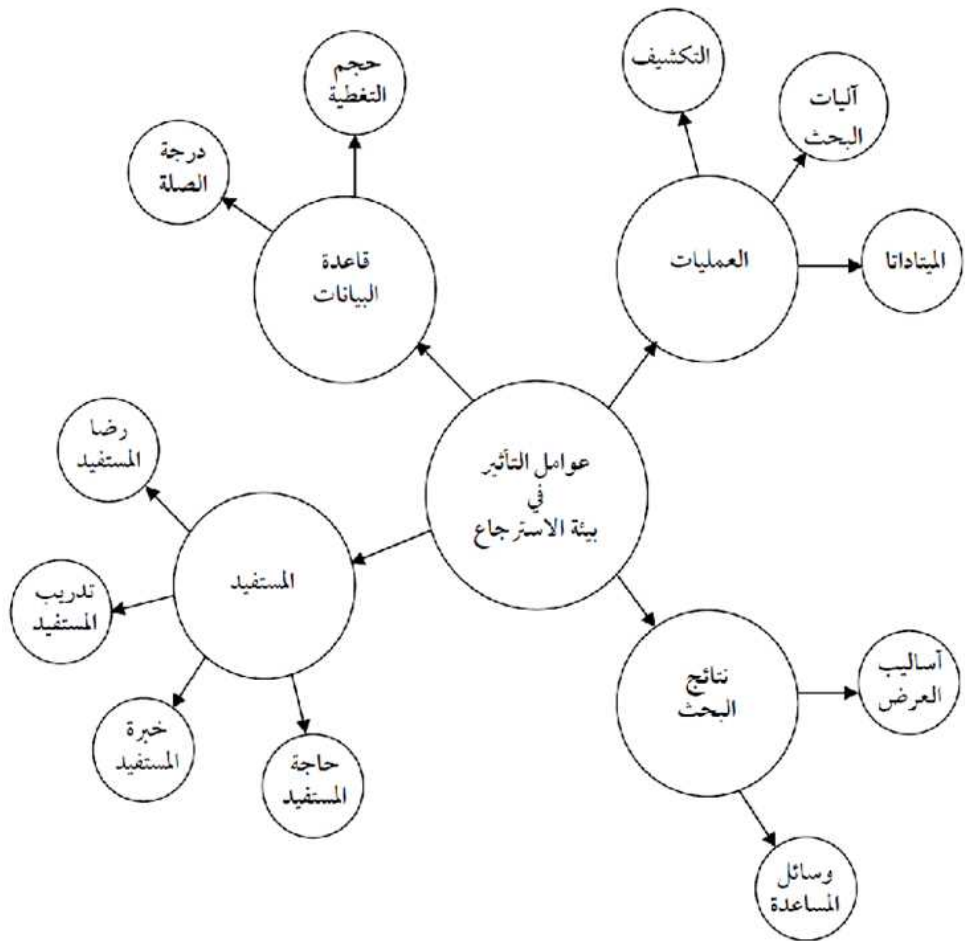 التكشيف
آليات
البحث
الميتاداتا
العمليات
حجم
التغطية
درجة
الصلة
قاعدة
البيانات
عوامل التأثير
في
بيئة الاسترجاع
رضا
المستفيد
تدريب
المستفيد
خبرة
المستفيد
حاجة
المستفيد
المستفيد
نتائج
البحث
أساليب
العرض
وسائل
المساعدة